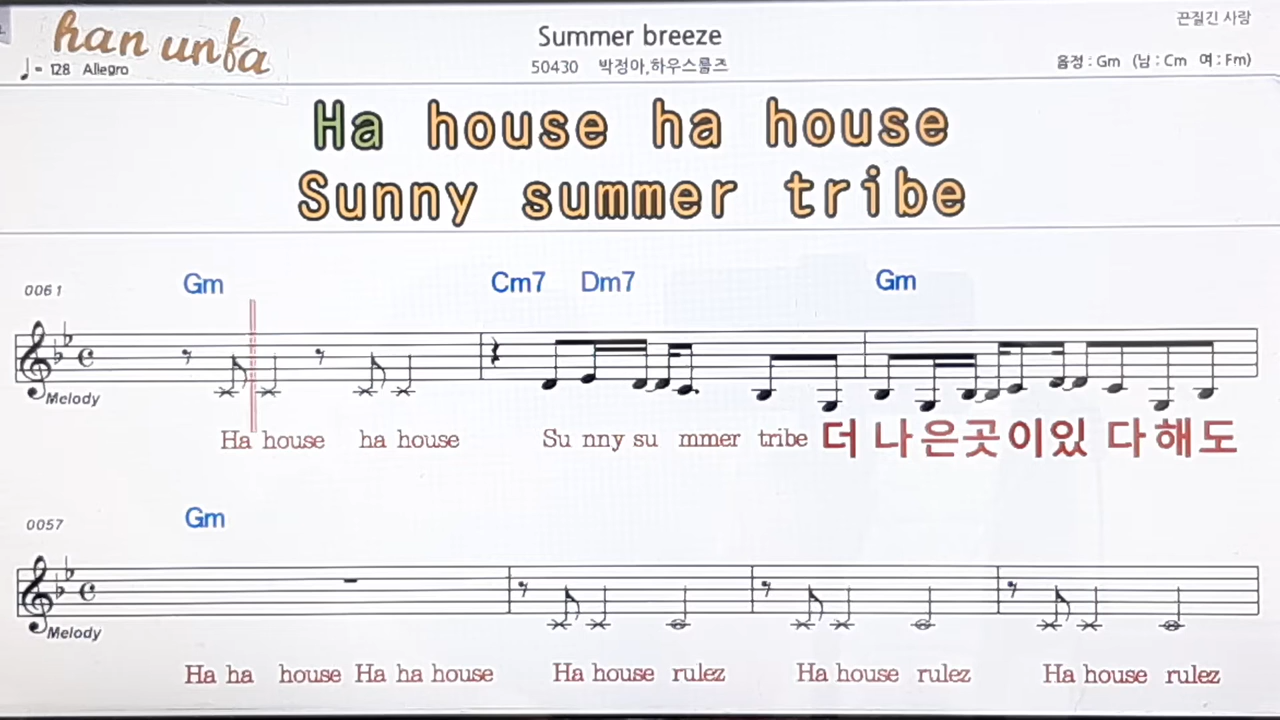 han unfa
Summer breeze
끈질긴 사랑
♩= 128 Allegro
50430 박정아,하우스룰즈
음정 : Gm (남 : Cm 여 : Fm)
Ha house ha house
Sunny summer tribe
0061 Gm Cm7 Dm7 Gm
Melody
Ha house ha house Su nny su mmer tribe 더 나은곳이있 다해도
0057 Gm
Melody
Ha ha house Ha ha house Ha house rulez Ha house rulez Ha house rulez